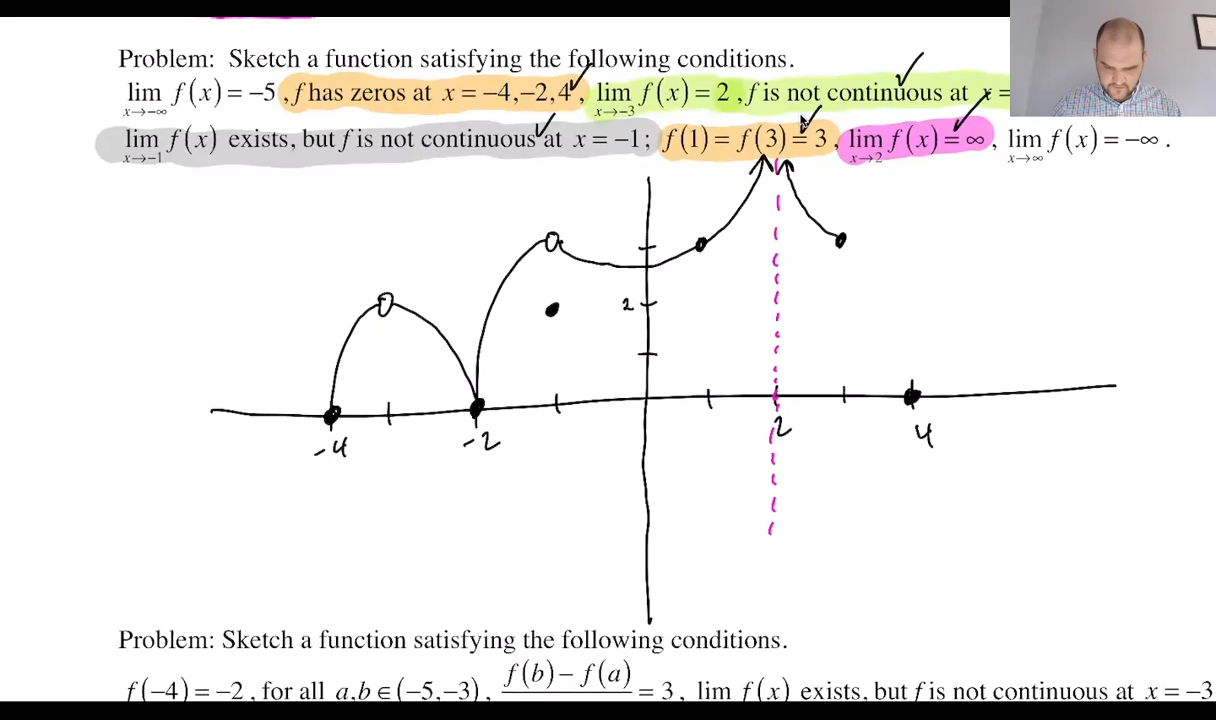 Problem: Sketch a function satisfying the following conditions.
lim f(x) = −5 , f has zeros at x = −4,−2,4 , lim f(x) = 2 , f is not continuous at x =
x→−∞ x→−3
lim f(x) exists, but f is not continuous at x = −1; f(1) = f(3) = 3 , lim f(x) = ∞ , lim f(x) = −∞ .
x→−1 x→2 x→∞
2
-4 -2 2 4
Problem: Sketch a function satisfying the following conditions.
f(−4) = −2 , for all a,b ∈ (−5,−3) , f(b) − f(a) = 3 , lim f(x) exists, but f is not continuous at x = −3